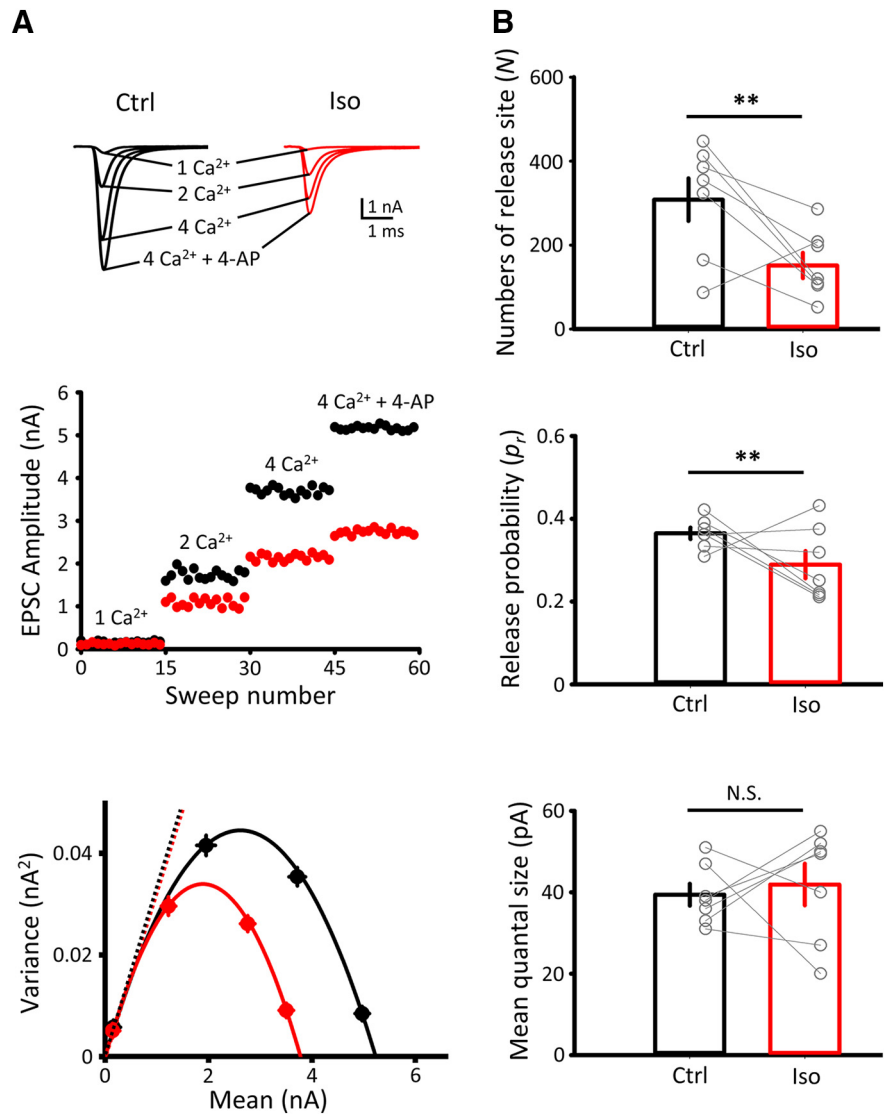 A
Ctrl
Iso
1 Ca²⁺
2 Ca²⁺
4 Ca²⁺
4 Ca²⁺ + 4-AP
1 nA
1 ms
EPSC Amplitude (nA)
6
5
4
3
2
1
0
1 Ca²⁺
2 Ca²⁺
4 Ca²⁺
4 Ca²⁺ + 4-AP
0 15 30 45 60
Sweep number
Variance (nA²)
0.04
0.02
0
0 2 4 6
Mean (nA)
B
Numbers of release site (N)
600
400
200
0
**
Ctrl Iso
Release probability (pᵣ)
0.6
0.4
0.2
0
**
Ctrl Iso
Mean quantal size (pA)
60
40
20
0
N.S.
Ctrl Iso